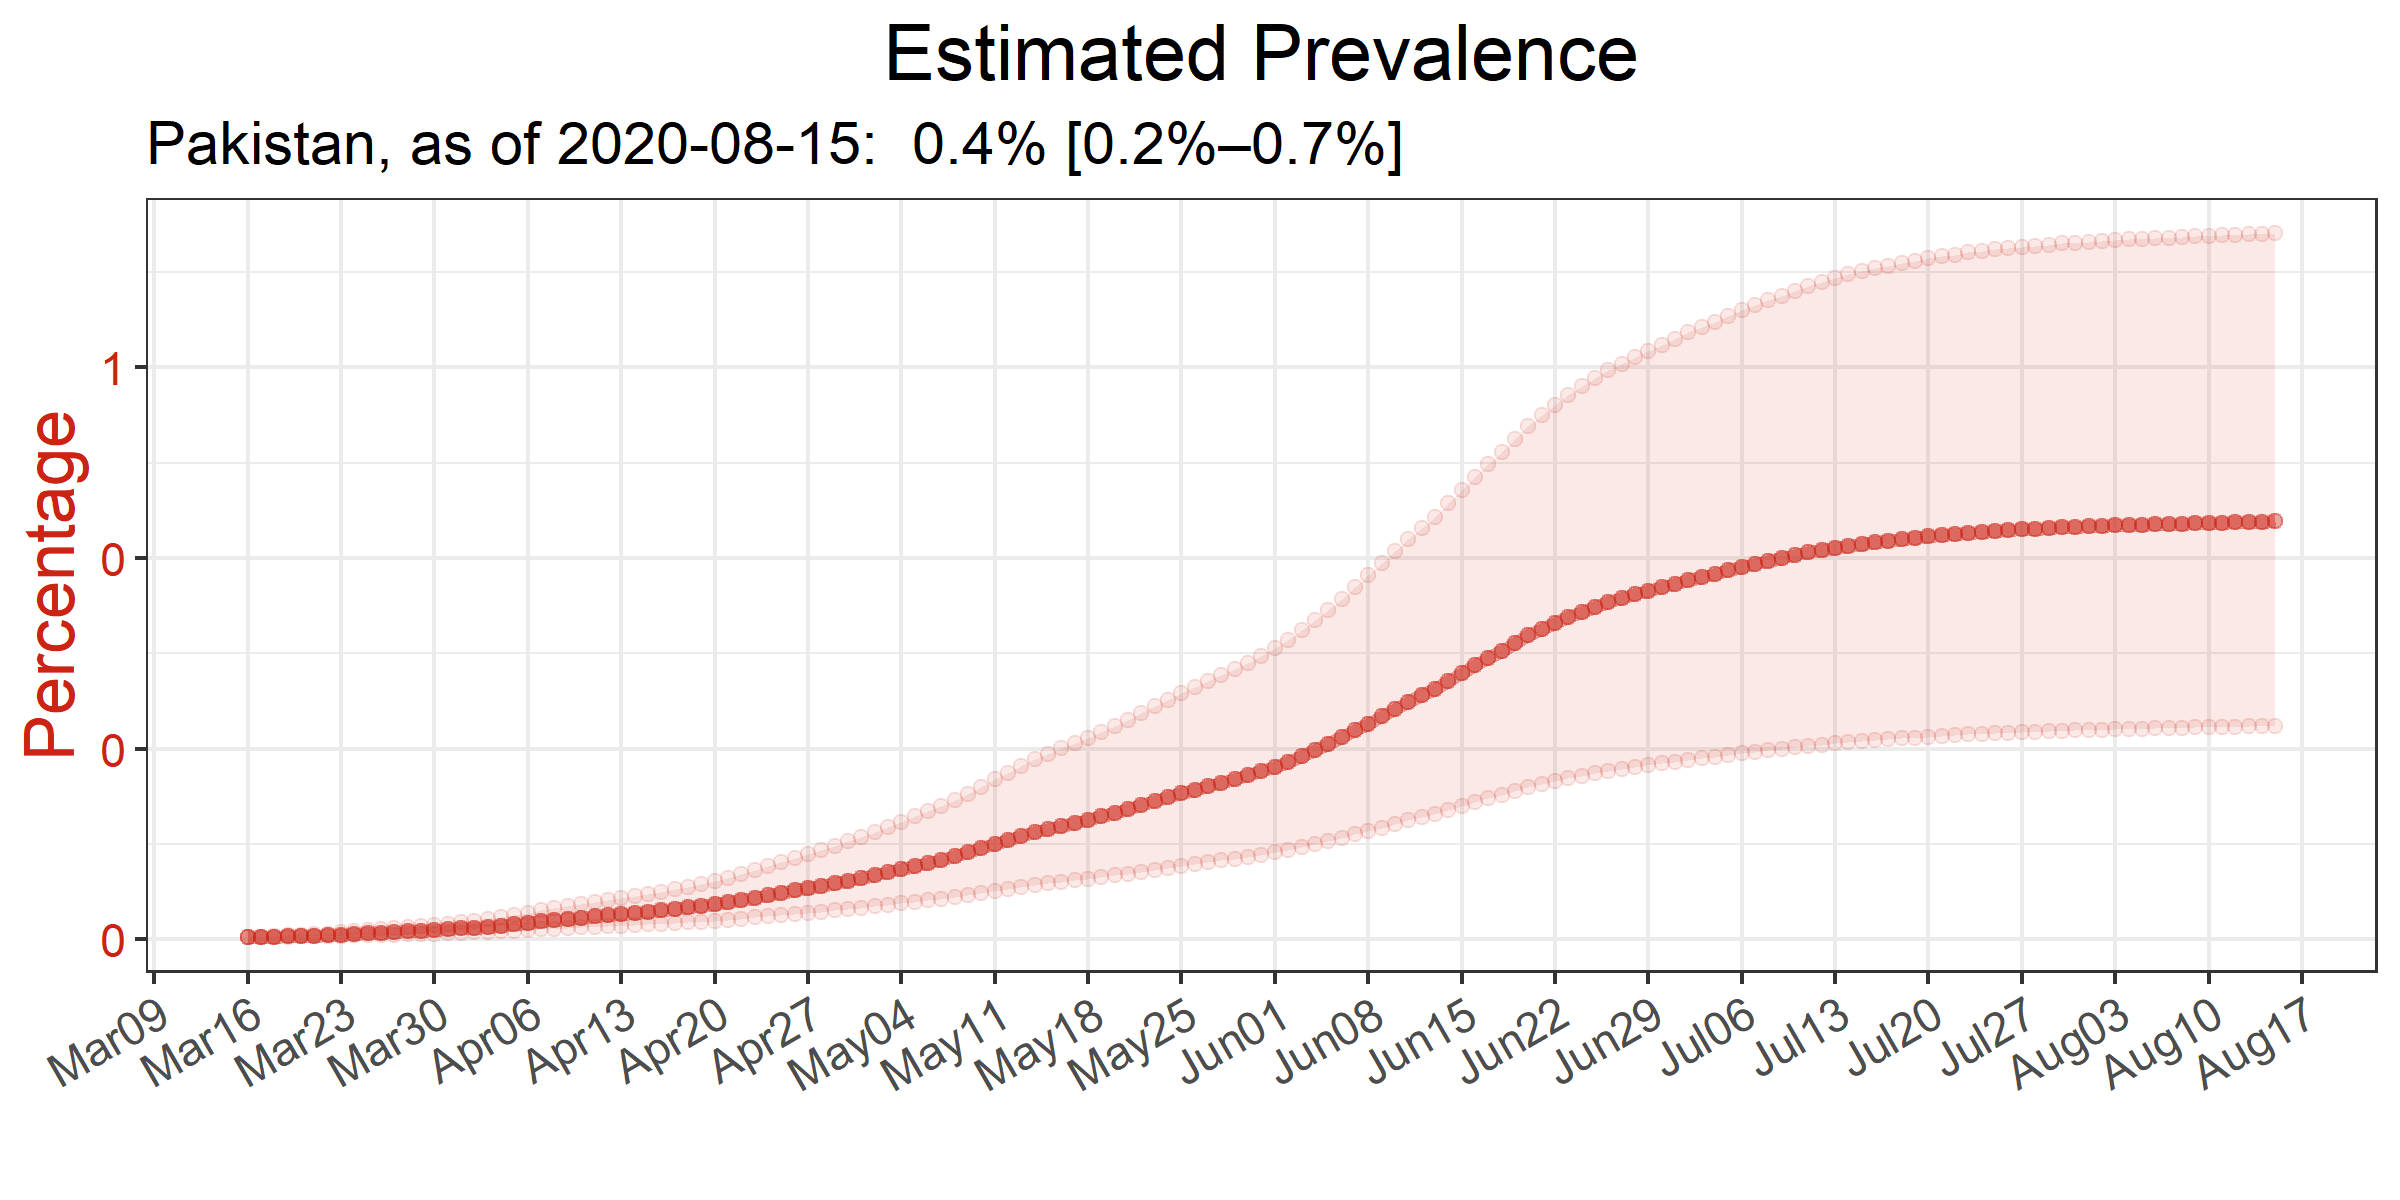 Estimated Prevalence
Pakistan, as of 2020-08-15:  0.4% [0.2%–0.7%]
Percentage
1
0
0
0
Mar09
Mar16
Mar23
Mar30
Apr06
Apr13
Apr20
Apr27
May04
May11
May18
May25
Jun01
Jun08
Jun15
Jun22
Jun29
Jul06
Jul13
Jul20
Jul27
Aug03
Aug10
Aug17